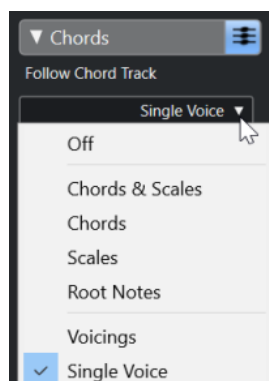 Chords
Follow Chord Track
Single Voice
Off
Chords & Scales
Chords
Scales
Root Notes
Voicings
Single Voice